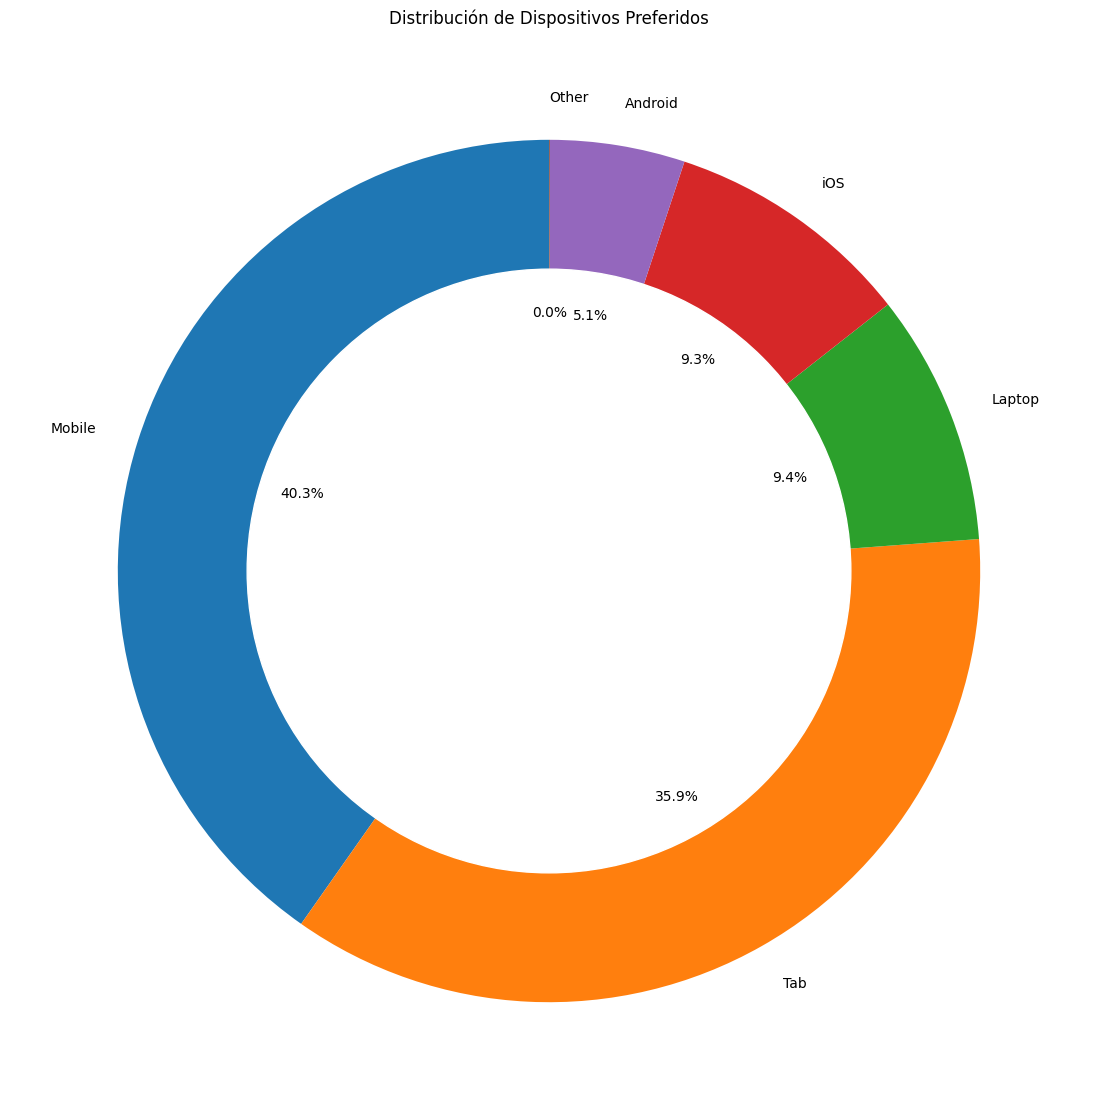 Distribución de Dispositivos Preferidos
Other
Android
iOS
0.0%
5.1%
9.3%
Laptop
Mobile
9.4%
40.3%
35.9%
Tab